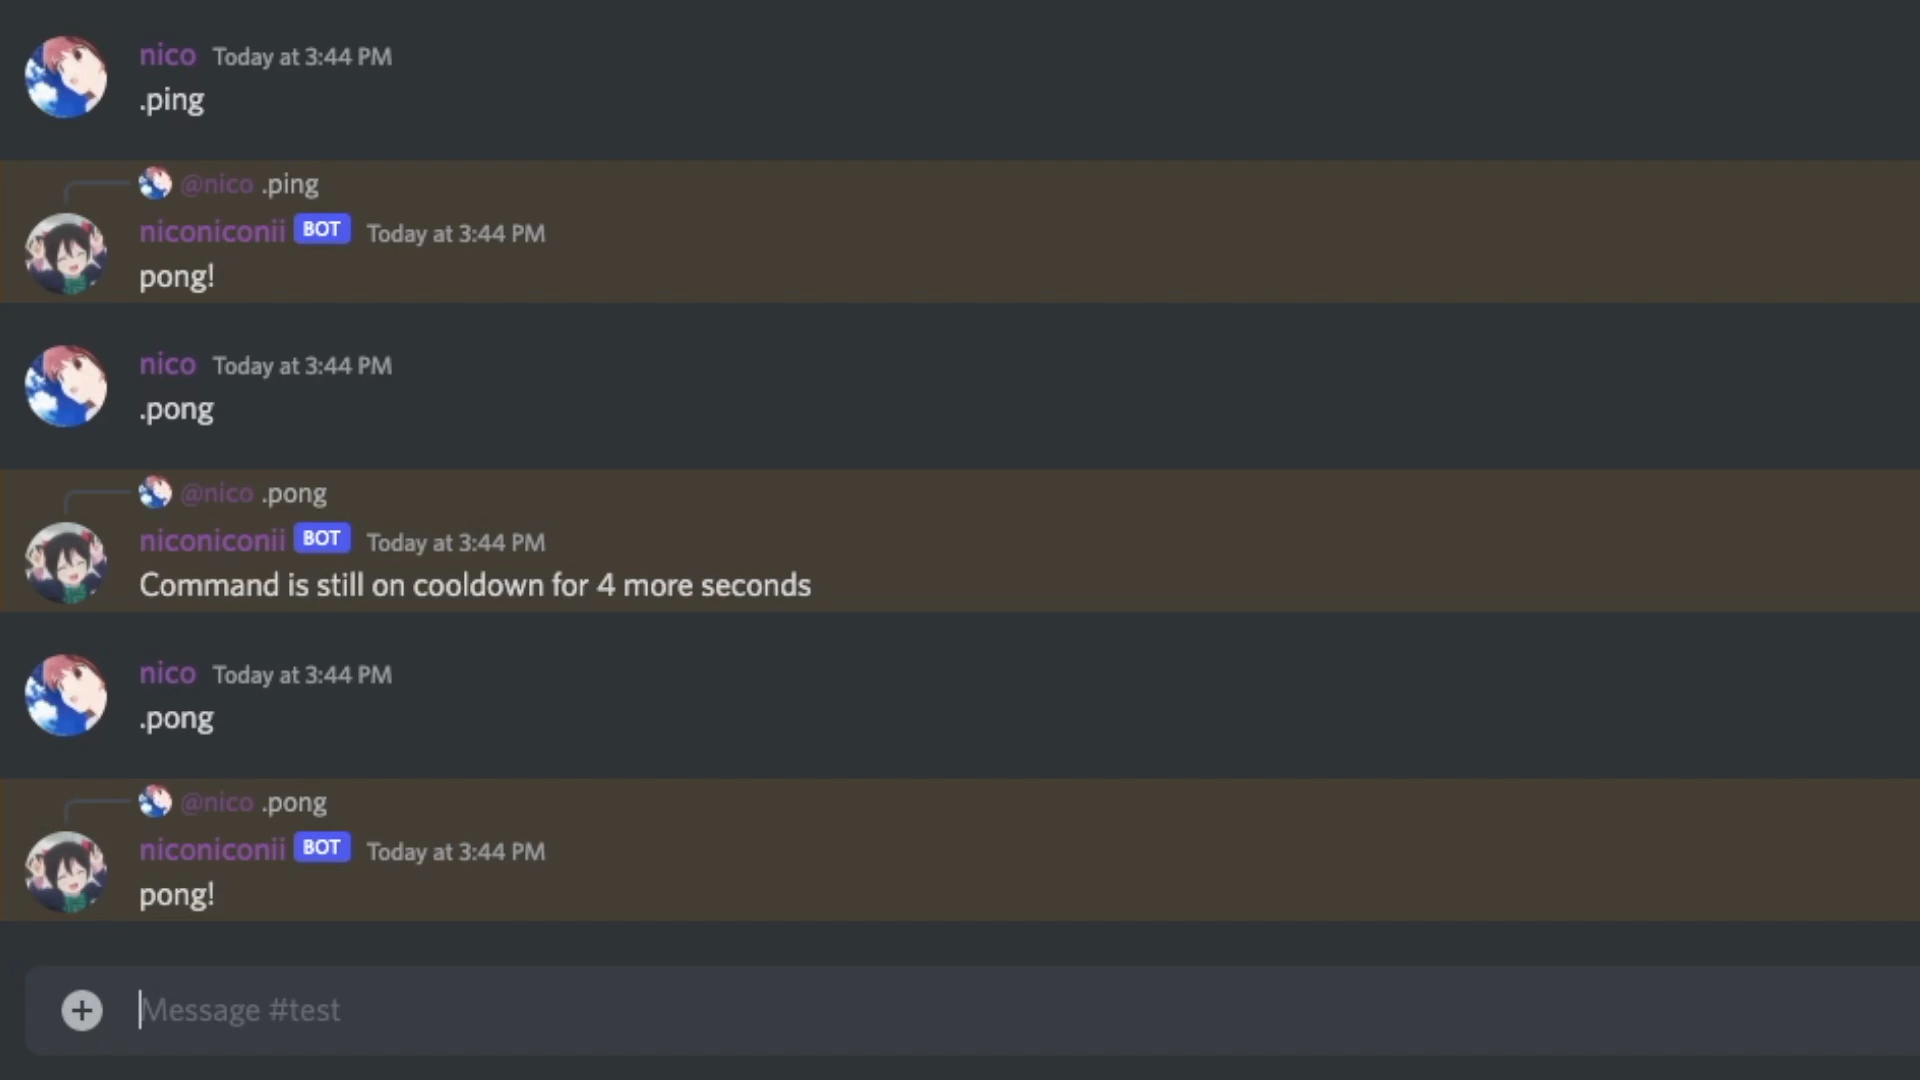 nico Today at 3:44 PM
.ping
@nico .ping
niconiconii BOT Today at 3:44 PM
pong!
nico Today at 3:44 PM
.pong
@nico .pong
niconiconii BOT Today at 3:44 PM
Command is still on cooldown for 4 more seconds
nico Today at 3:44 PM
.pong
@nico .pong
niconiconii BOT Today at 3:44 PM
pong!
Message #test